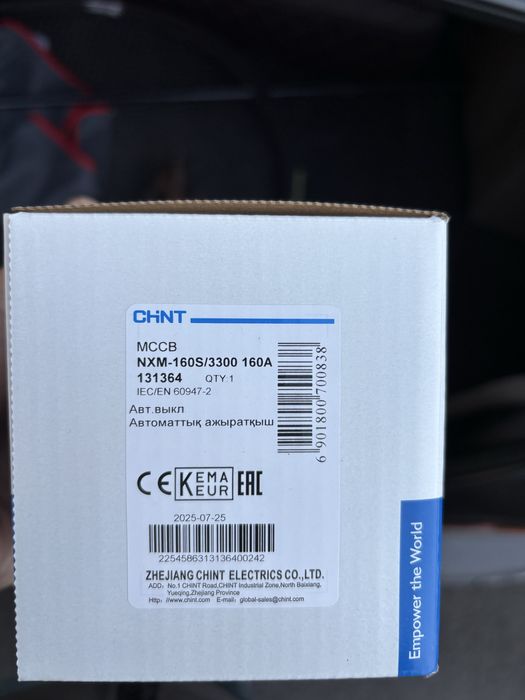 CHNT
MCCB
NXM-160S/3300 160A
131364 QTY.1
IEC/EN 60947-2
Авт.выкл
Автоматтық ажыратқыш
6 901800 700838
CE KEMA KEUR EAC
2025-07-25
2254586313136400242
ZHEJIANG CHINT ELECTRICS CO.,LTD.
ADD: No.1 CHINT Road,CHINT Industrial Zone,North Baixiang,
Yueqing,Zhejiang Province
Http: //www.chint.com E-mail: global-sales@chint.com
Empower the World